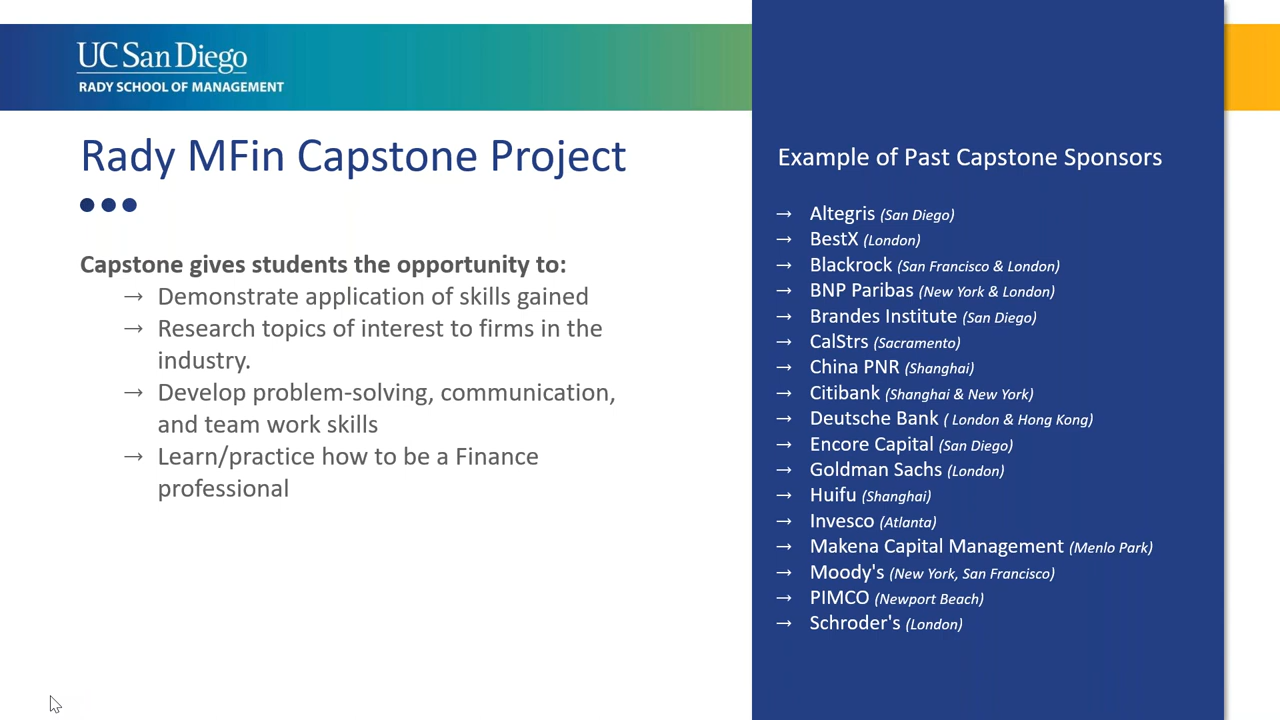 UC San Diego
RADY SCHOOL OF MANAGEMENT
Rady MFin Capstone Project
Capstone gives students the opportunity to:
→ Demonstrate application of skills gained
→ Research topics of interest to firms in the
industry.
→ Develop problem-solving, communication,
and team work skills
→ Learn/practice how to be a Finance
professional
Example of Past Capstone Sponsors
→ Altegris (San Diego)
→ BestX (London)
→ Blackrock (San Francisco & London)
→ BNP Paribas (New York & London)
→ Brandes Institute (San Diego)
→ CalStrs (Sacramento)
→ China PNR (Shanghai)
→ Citibank (Shanghai & New York)
→ Deutsche Bank ( London & Hong Kong)
→ Encore Capital (San Diego)
→ Goldman Sachs (London)
→ Huifu (Shanghai)
→ Invesco (Atlanta)
→ Makena Capital Management (Menlo Park)
→ Moody's (New York, San Francisco)
→ PIMCO (Newport Beach)
→ Schroder's (London)